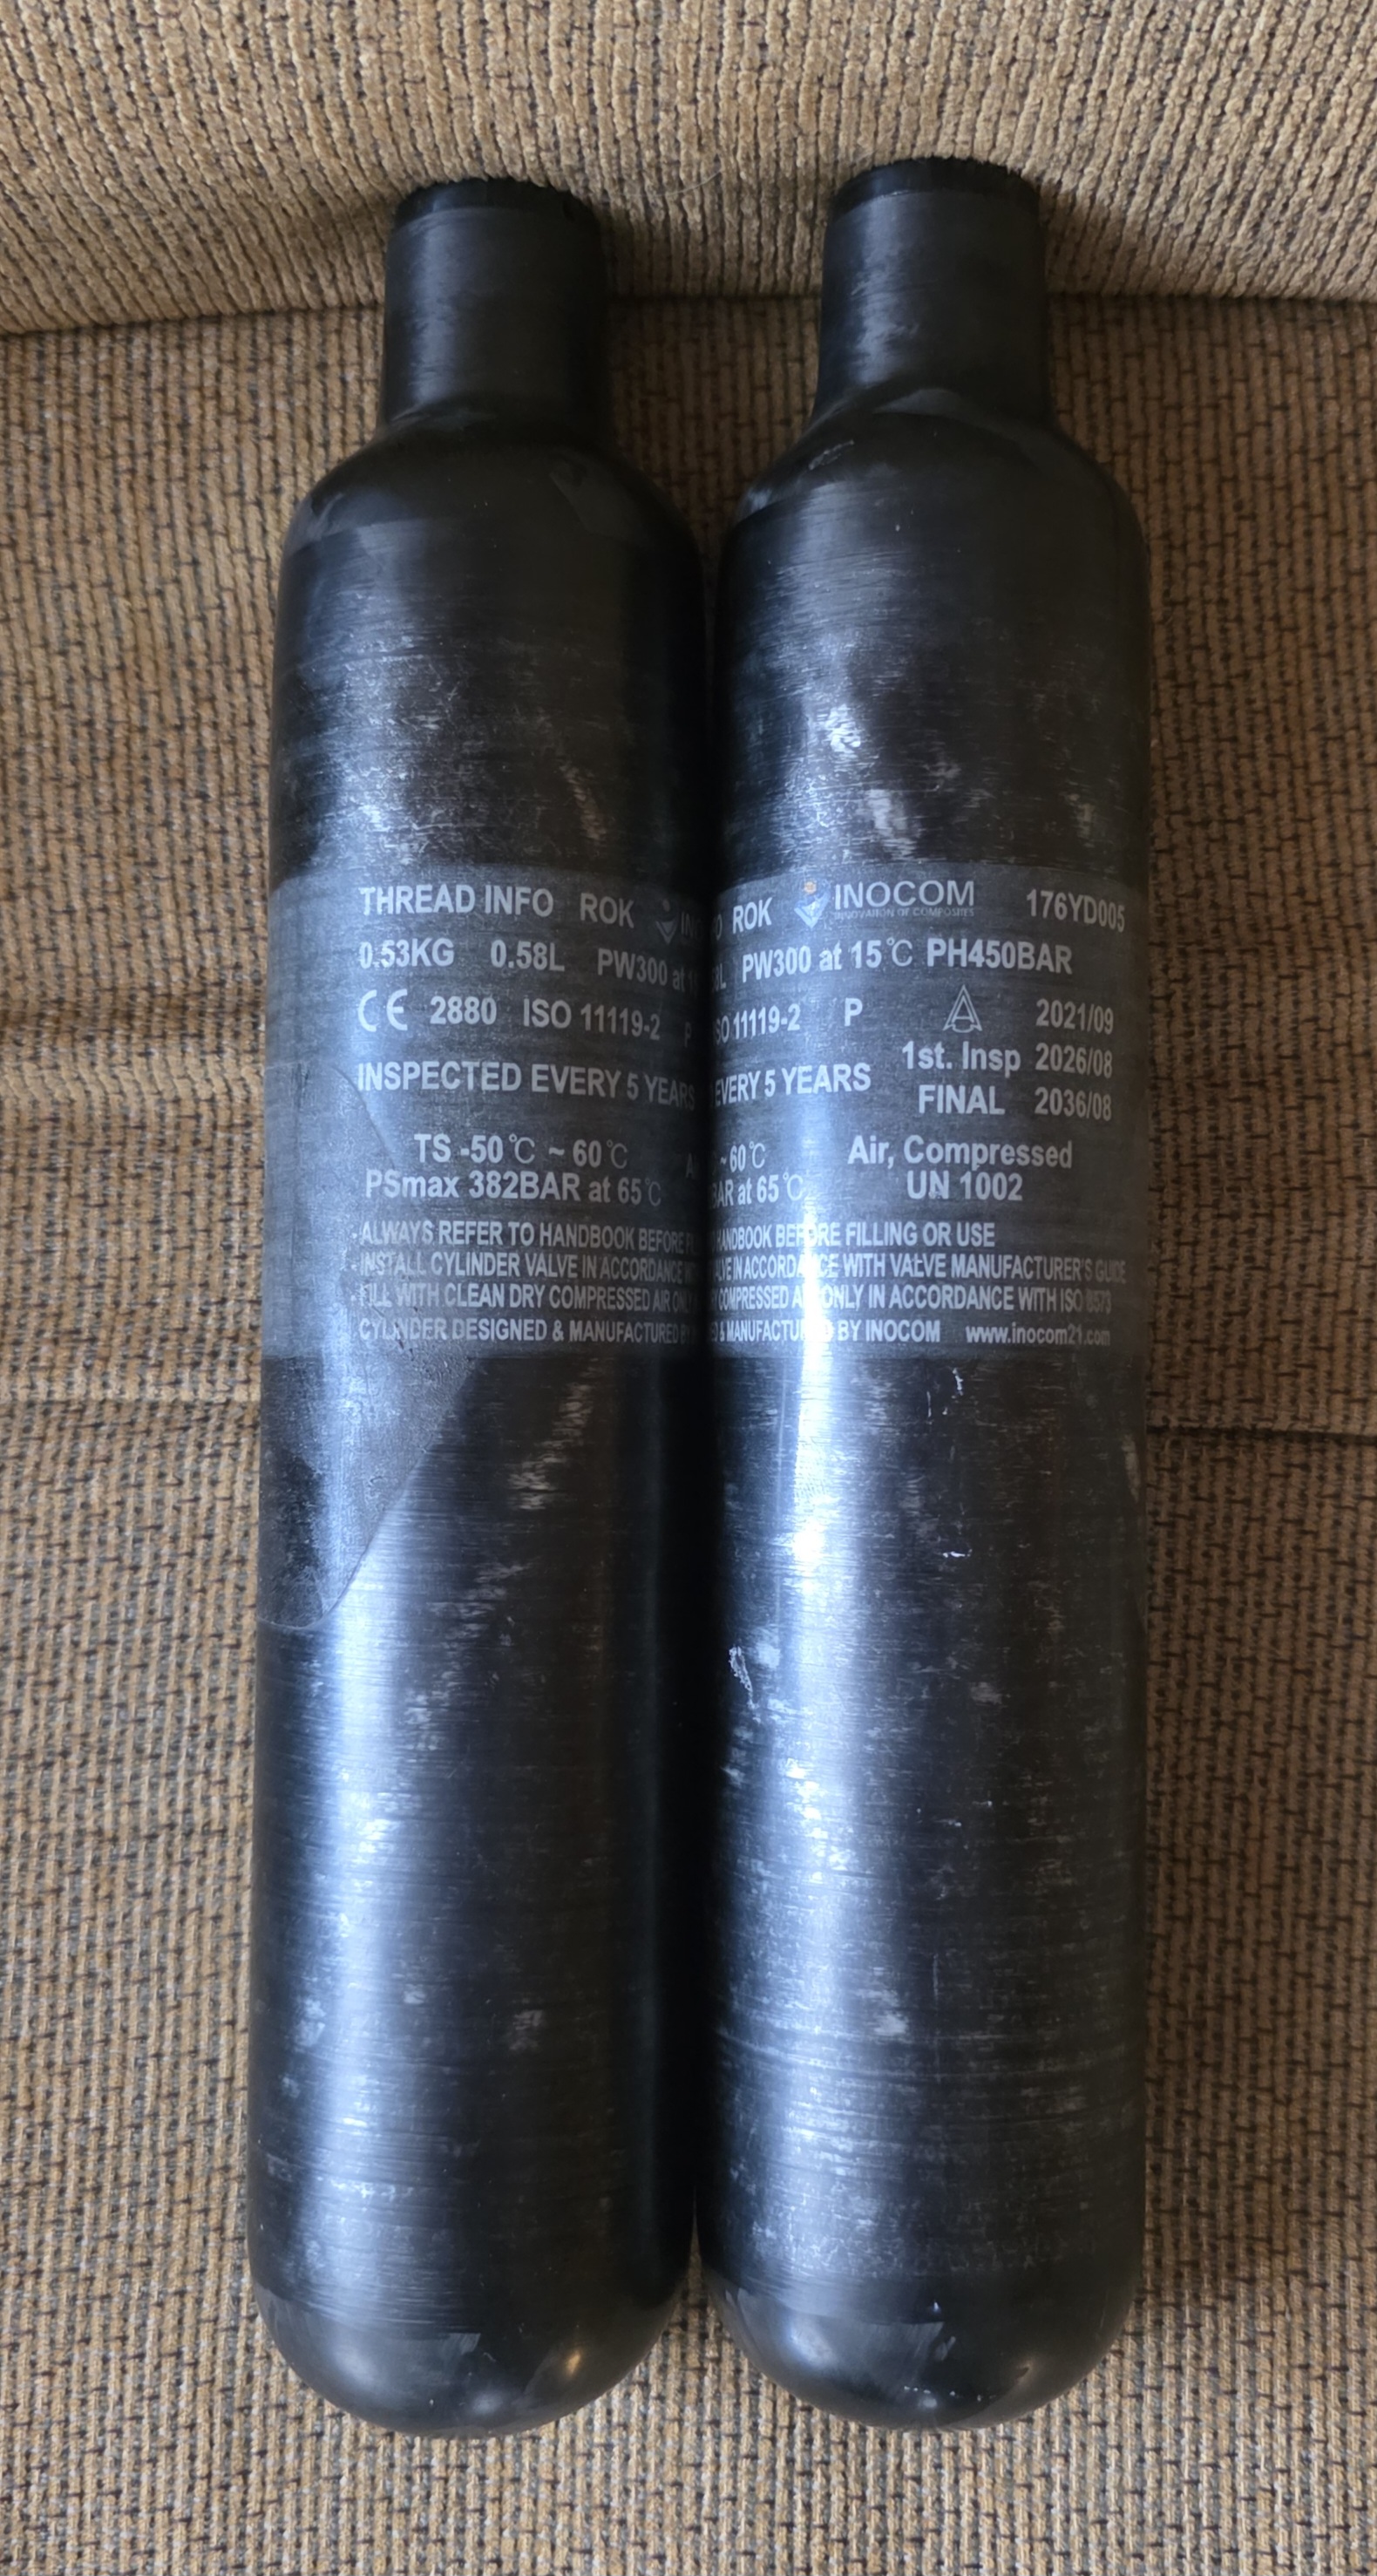 THREAD INFO ROK
0.53KG 0.58L PW300 at
CE 2880 ISO 11119-2 P
INSPECTED EVERY 5 YEARS
TS -50℃ ~ 60℃
PSmax 382BAR at 65℃
ALWAYS REFER TO HANDBOOK BEFORE
INSTALL CYLINDER VALVE IN ACCORDANCE
FILL WITH CLEAN DRY COMPRESSED AIR ONLY
CYLINDER DESIGNED & MANUFACTURED
ROK INOCOM 176YD005
INNOVATION OF COMPOSITES
PW300 at 15℃ PH450BAR
ISO 11119-2 P 2021/09
1st. Insp 2026/08
EVERY 5 YEARS FINAL 2036/08
~ 60℃ Air, Compressed
BAR at 65℃ UN 1002
HANDBOOK BEFORE FILLING OR USE
IN ACCORDANCE WITH VALVE MANUFACTURER'S GUIDE
COMPRESSED AIR ONLY IN ACCORDANCE WITH ISO 8573
& MANUFACTURED BY INOCOM www.inocom21.com